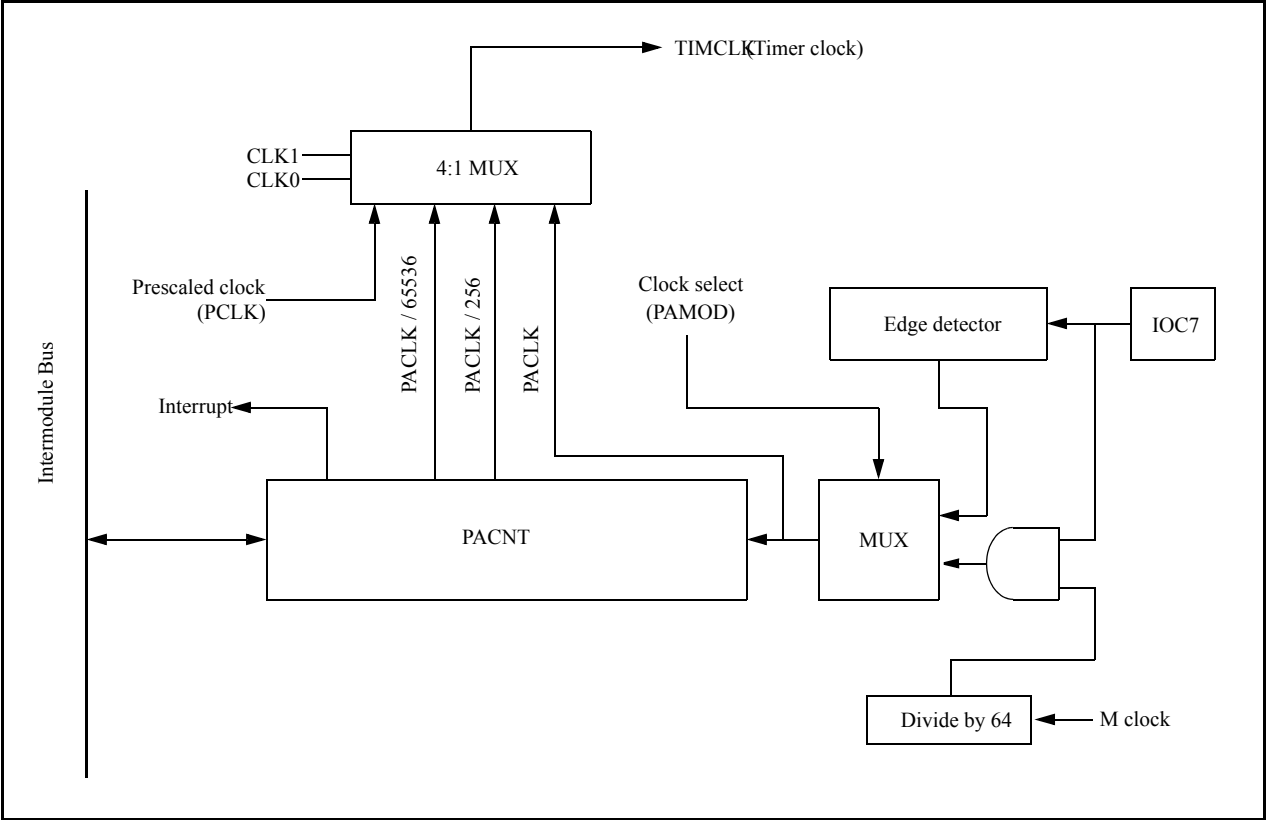 TIMCLK(Timer clock)
CLK1
4:1 MUX
CLK0
Prescaled clock
(PCLK)
PACLK / 65536
PACLK / 256
PACLK
Clock select
(PAMOD)
Edge detector
IOC7
Intermodule Bus
Interrupt
PACNT
MUX
Divide by 64
M clock